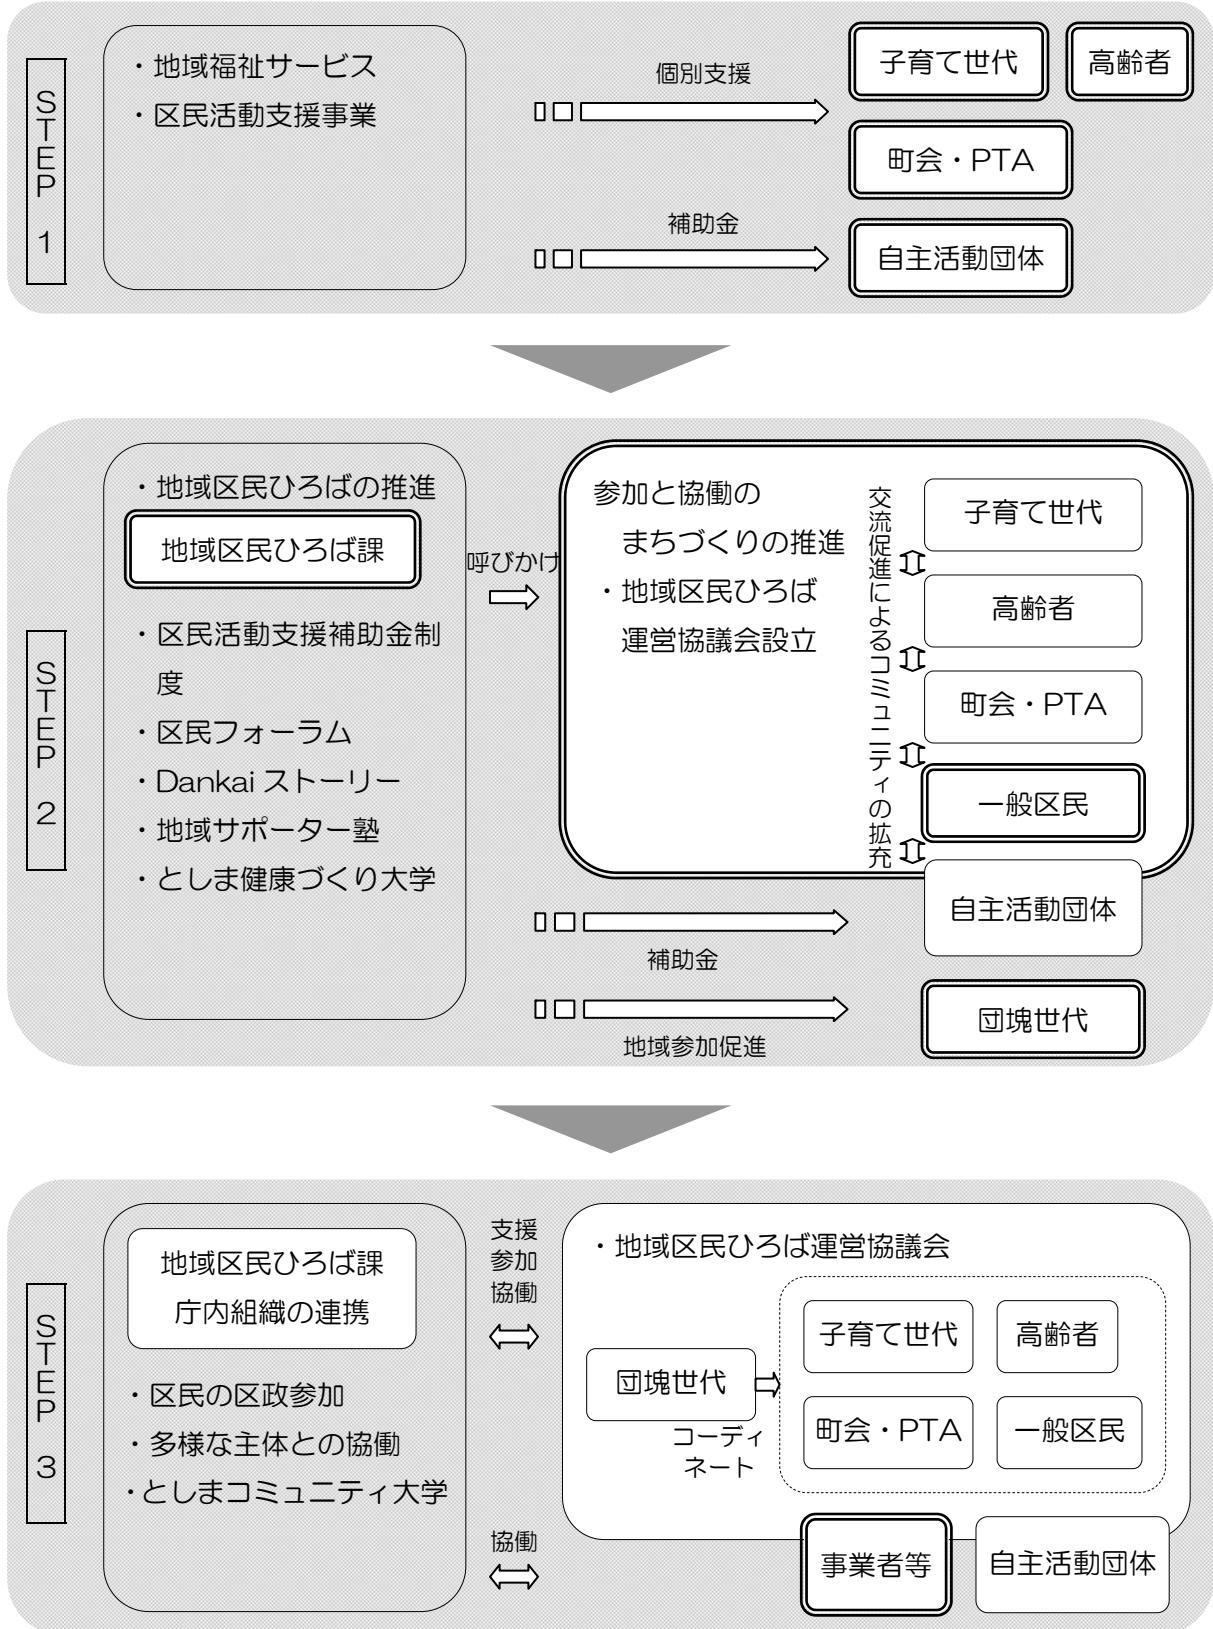 STEP 1
・地域福祉サービス
・区民活動支援事業
個別支援
補助金
子育て世代
高齢者
町会・PTA
自主活動団体
STEP 2
・地域区民ひろばの推進
地域区民ひろば課
・区民活動支援補助金制
度
・区民フォーラム
・Dankai ストーリー
・地域サポーター塾
・としま健康づくり大学
呼びかけ
参加と協働の
まちづくりの推進
・地域区民ひろば
運営協議会設立
交流促進によるコミュニティの拡充
子育て世代
高齢者
町会・PTA
一般区民
自主活動団体
補助金
団塊世代
地域参加促進
STEP 3
地域区民ひろば課
庁内組織の連携
・区民の区政参加
・多様な主体との協働
・としまコミュニティ大学
支援
参加
協働
協働
・地域区民ひろば運営協議会
団塊世代
コーディ
ネート
子育て世代
高齢者
町会・PTA
一般区民
事業者等
自主活動団体